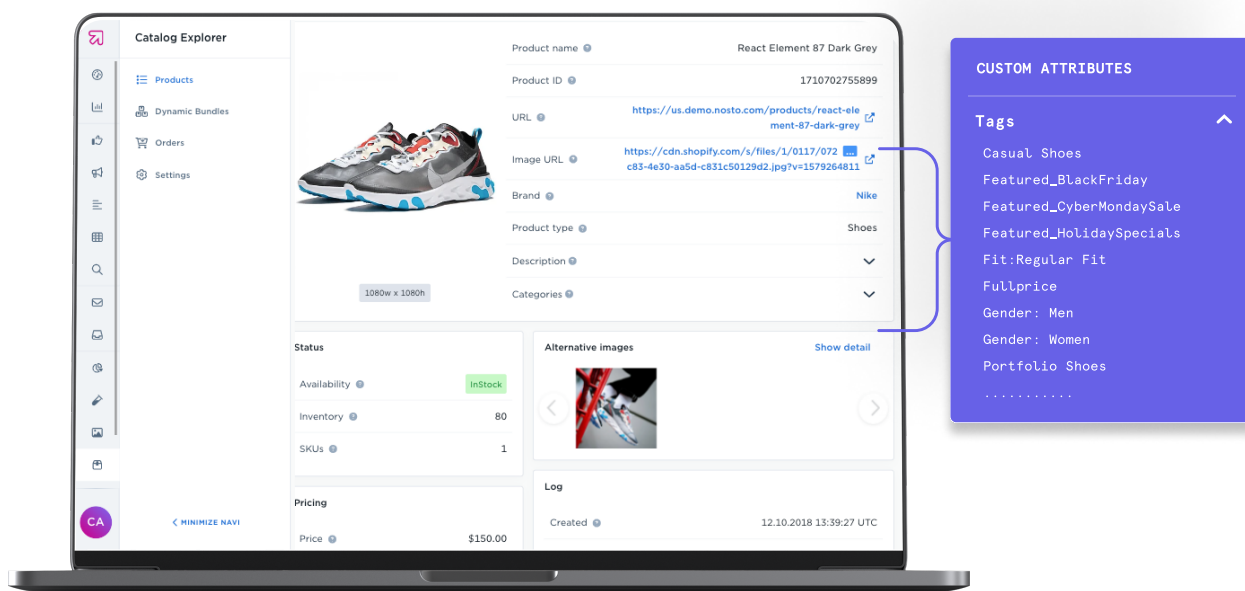 Catalog Explorer
Products
Dynamic Bundles
Orders
Settings
CA
MINIMIZE NAVI
1080w x 1080h
Product name
React Element 87 Dark Grey
Product ID
1710702755899
URL
https://us.demo.nosto.com/products/react-ele
ment-87-dark-grey
Image URL
https://cdn.shopify.com/s/files/1/0117/072 ...
c83-4e30-aa5d-c831c50129d2.jpg?v=1579264811
Brand
Nike
Product type
Shoes
Description
Categories
Status
Availability
InStock
Inventory
80
SKUs
1
Pricing
Price
$150.00
Alternative images
Show detail
Log
Created
12.10.2018 13:39:27 UTC
CUSTOM ATTRIBUTES
Tags
Casual Shoes
Featured_BlackFriday
Featured_CyberMondaySale
Featured_HolidaySpecials
Fit:Regular Fit
Fullprice
Gender: Men
Gender: Women
Portfolio Shoes
...........